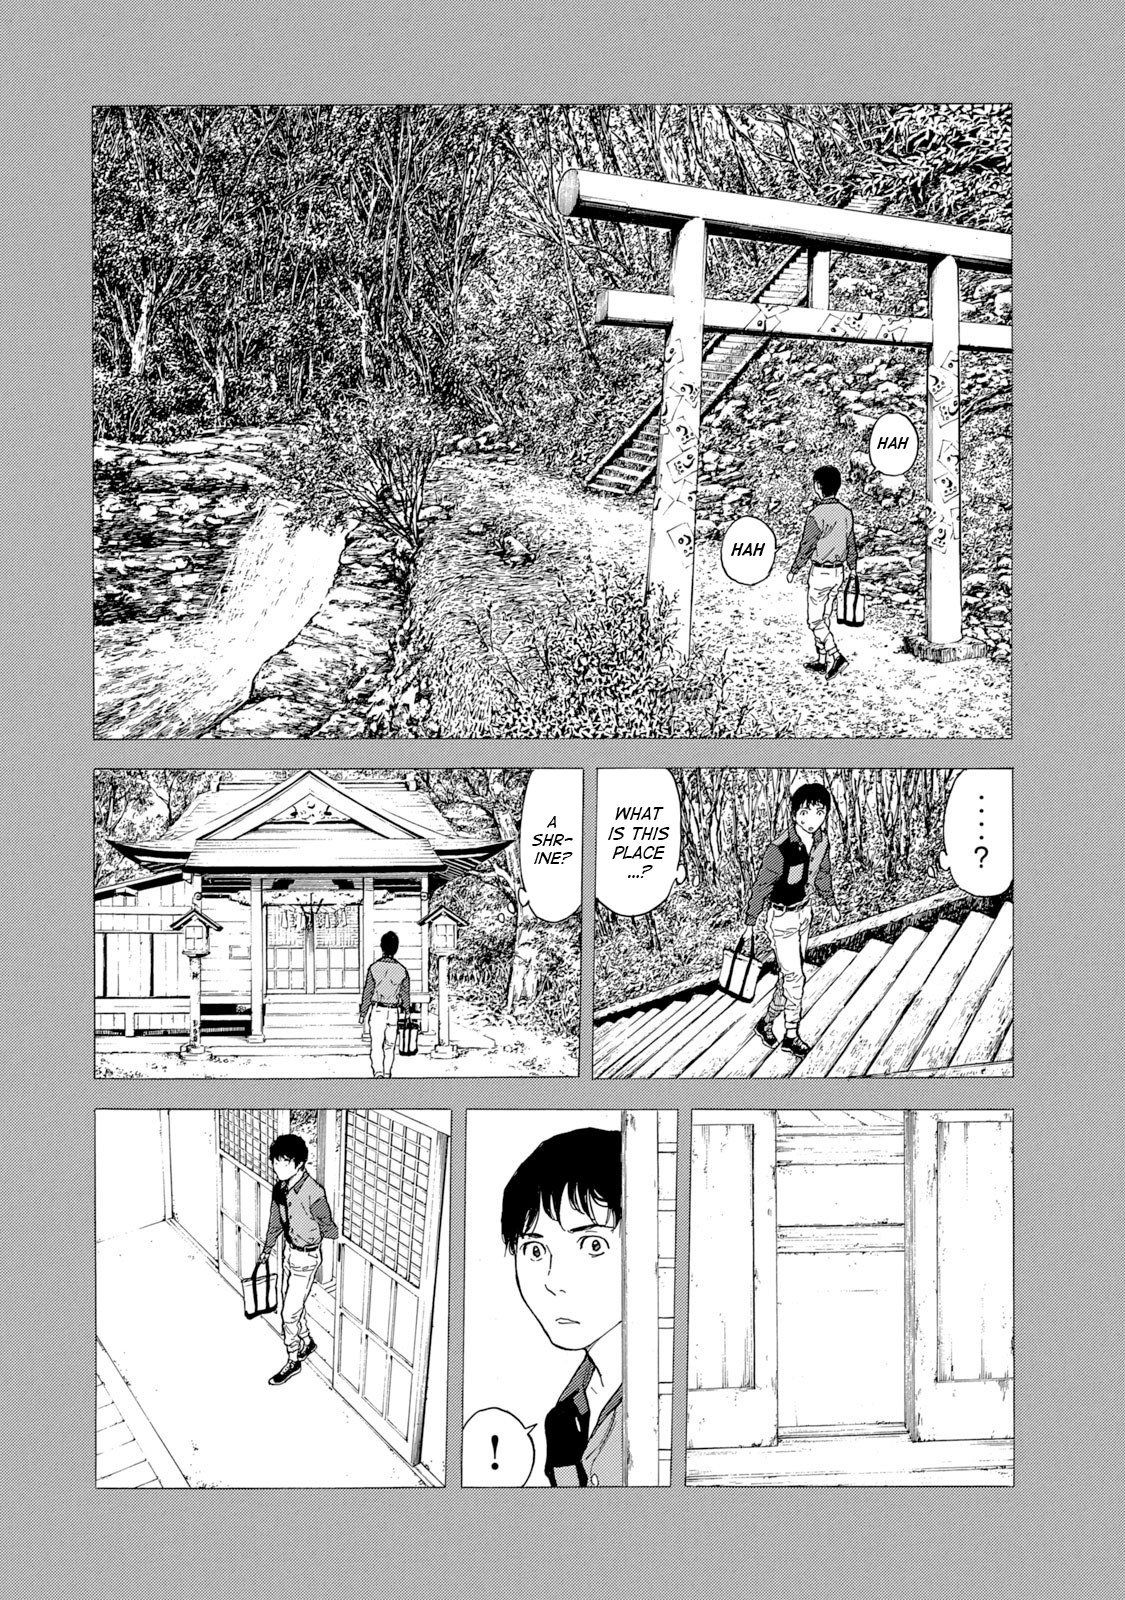 HAH
HAH
....?
WHAT
IS THIS
PLACE
...?
A
SHR-
INE?
!